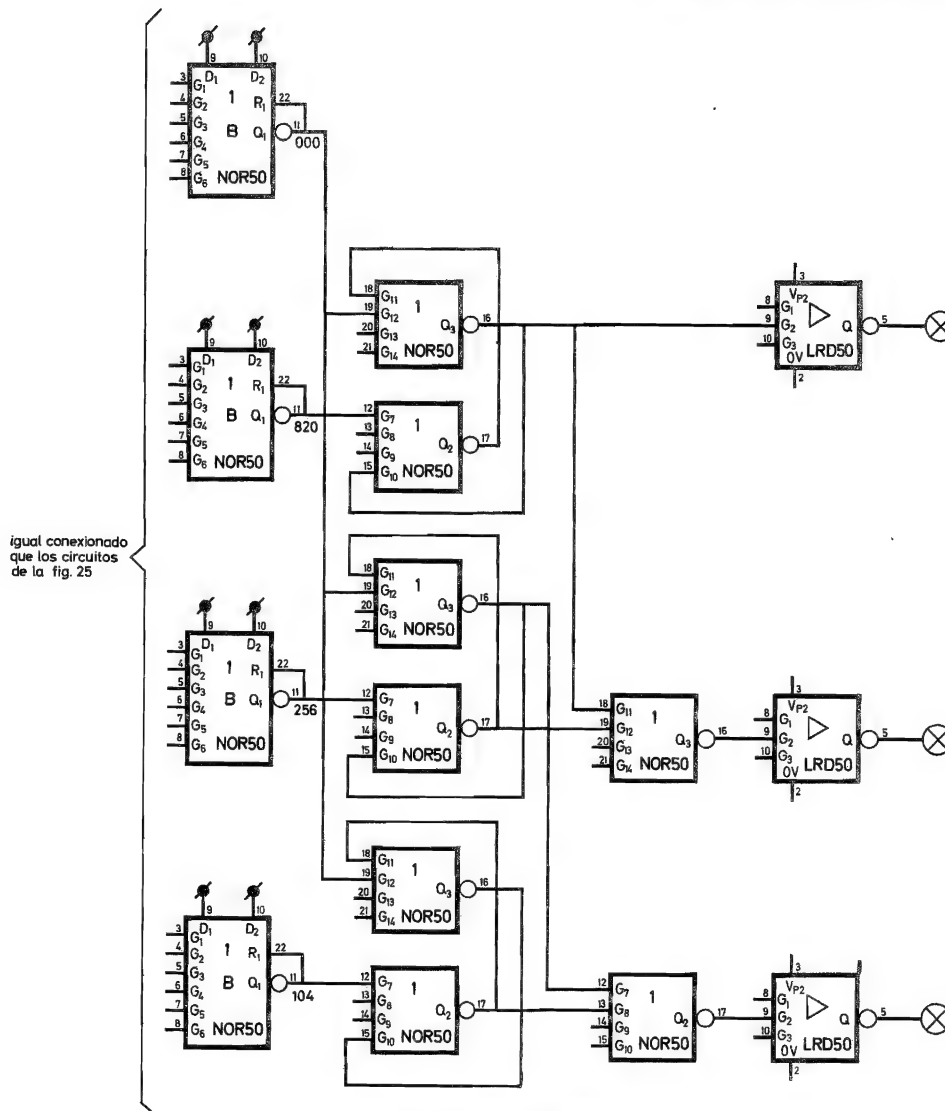 9 10
3 G₁ D₁ D₂
4 G₂ 1 R₁ 22
5 G₃
6 G₄ B Q₁ 11
7 G₅ 000
8 G₆ NOR50
18 G₁₁ 1
19 G₁₂ Q₃ 16
20 G₁₃
21 G₁₄ NOR50
3
V_P2
8 G₁
9 G₂ Q 5
10 G₃
0V LRD50
2
9 10
3 G₁ D₁ D₂
4 G₂ 1 R₁ 22
5 G₃
6 G₄ B Q₁ 11
7 G₅ 820
8 G₆ NOR50
12 G₇ 1
13 G₈ Q₂ 17
14 G₉
15 G₁₀ NOR50
igual conexionado
que los circuitos
de la fig. 25
18 G₁₁ 1
19 G₁₂ Q₃ 16
20 G₁₃
21 G₁₄ NOR50
9 10
3 G₁ D₁ D₂
4 G₂ 1 R₁ 22
5 G₃
6 G₄ B Q₁ 11
7 G₅ 256
8 G₆ NOR50
12 G₇ 1
13 G₈ Q₂ 17
14 G₉
15 G₁₀ NOR50
18 G₁₁ 1
19 G₁₂ Q₃ 16
20 G₁₃
21 G₁₄ NOR50
3
V_P2
8 G₁
9 G₂ Q 5
10 G₃
0V LRD50
2
18 G₁₁ 1
19 G₁₂ Q₃ 16
20 G₁₃
21 G₁₄ NOR50
9 10
3 G₁ D₁ D₂
4 G₂ 1 R₁ 22
5 G₃
6 G₄ B Q₁ 11
7 G₅ 104
8 G₆ NOR50
12 G₇ 1
13 G₈ Q₂ 17
14 G₉
15 G₁₀ NOR50
12 G₇ 1
13 G₈ Q₂ 17
14 G₉
15 G₁₀ NOR50
3
V_P2
8 G₁
9 G₂ Q 5
10 G₃
0V LRD50
2